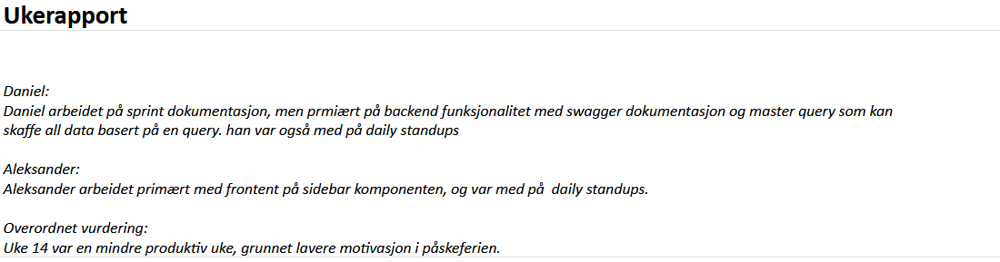 Ukerapport
Daniel:
Daniel arbeidet på sprint dokumentasjon, men prmiært på backend funksjonalitet med swagger dokumentasjon og master query som kan
skaffe all data basert på en query. han var også med på daily standups
Aleksander:
Aleksander arbeidet primært med frontent på sidebar komponenten, og var med på  daily standups.
Overordnet vurdering:
Uke 14 var en mindre produktiv uke, grunnet lavere motivasjon i påskeferien.